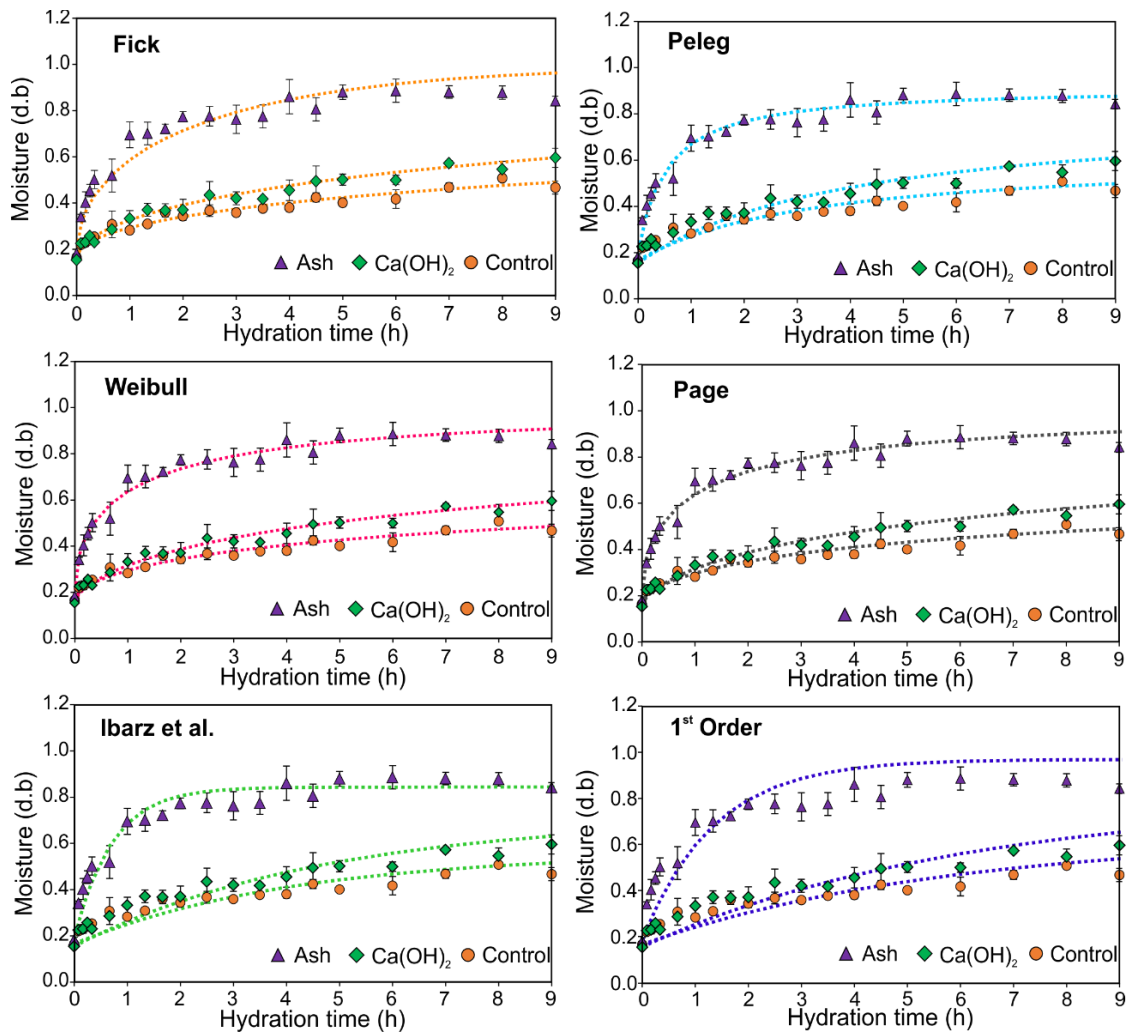 Fick
Moisture (d.b)
1.2
1.0
0.8
0.6
0.4
0.2
0.0
Ash Ca(OH)₂ Control
0 1 2 3 4 5 6 7 8 9
Hydration time (h)
Peleg
Moisture (d.b)
1.2
1.0
0.8
0.6
0.4
0.2
0.0
Ash Ca(OH)₂ Control
0 1 2 3 4 5 6 7 8 9
Hydration time (h)
Weibull
Moisture (d.b)
1.2
1.0
0.8
0.6
0.4
0.2
0.0
Ash Ca(OH)₂ Control
0 1 2 3 4 5 6 7 8 9
Hydration time (h)
Page
Moisture (d.b)
1.2
1.0
0.8
0.6
0.4
0.2
0.0
Ash Ca(OH)₂ Control
0 1 2 3 4 5 6 7 8 9
Hydration time (h)
Ibarz et al.
Moisture (d.b)
1.2
1.0
0.8
0.6
0.4
0.2
0.0
Ash Ca(OH)₂ Control
0 1 2 3 4 5 6 7 8 9
Hydration time (h)
1st Order
Moisture (d.b)
1.2
1.0
0.8
0.6
0.4
0.2
0.0
Ash Ca(OH)₂ Control
0 1 2 3 4 5 6 7 8 9
Hydration time (h)